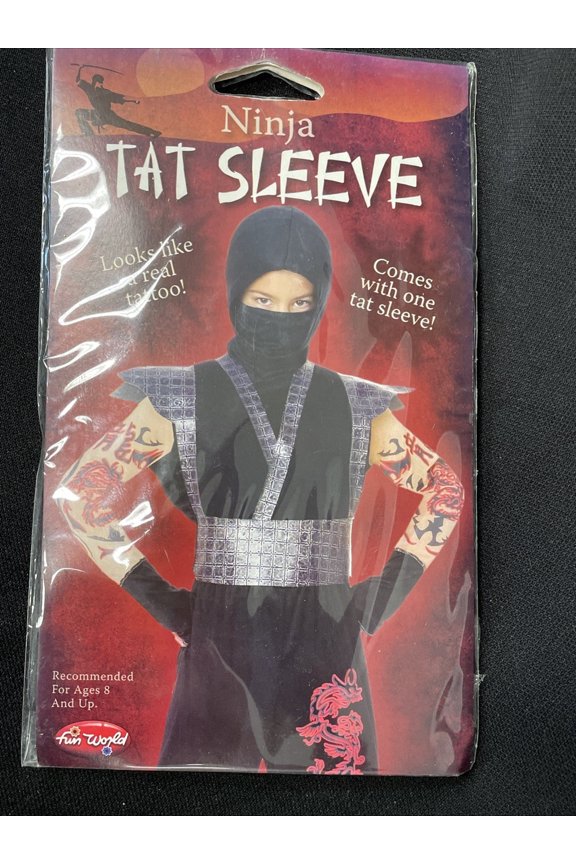 Ninja
TAT SLEEVE
Looks like
a real
tattoo!
Comes
with one
tat sleeve!
龍
Recommended
For Ages 8
And Up.
fun World